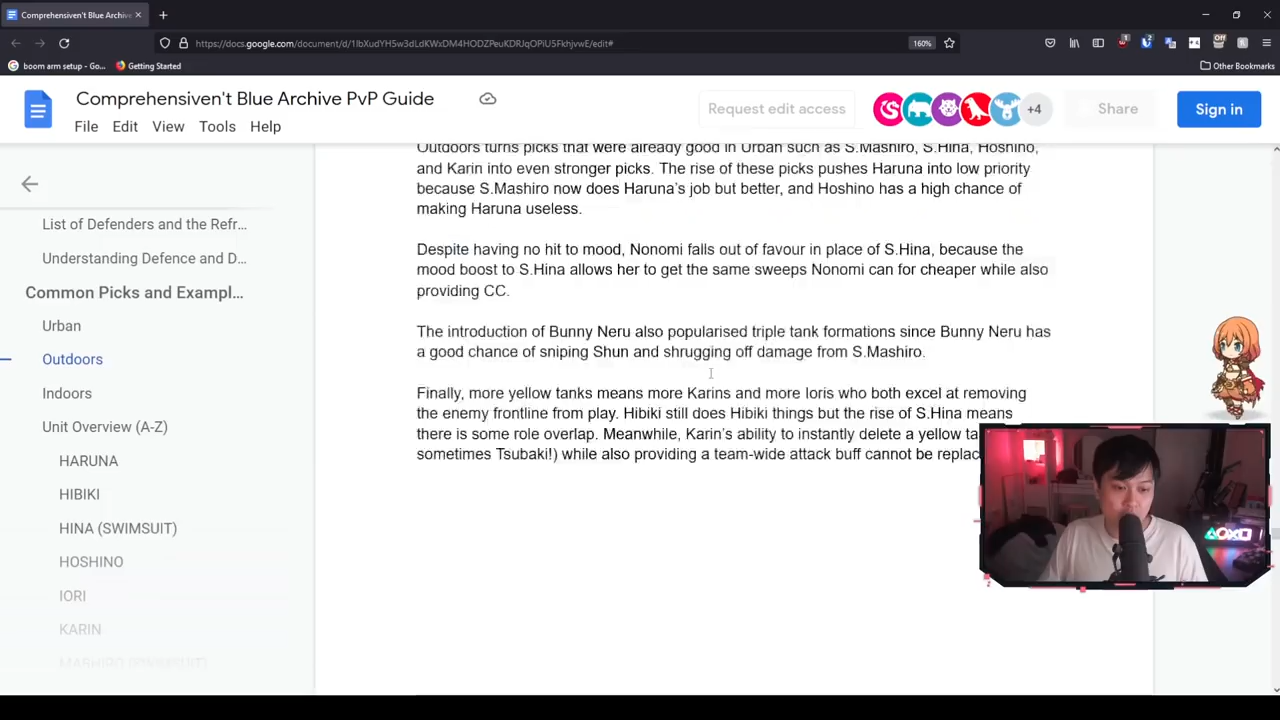 Comprehensiven't Blue Archive Pv
https://docs.google.com/document/d/1IbXudYH5w3dLdKWzDM4HODZPeuKDRJqOPiU5FkhjvwE/edit#
160%
boom arm setup - Go...
Getting Started
Other Bookmarks
Comprehensiven't Blue Archive PvP Guide
File Edit View Tools Help
+4
Request edit access
Share
Sign in
List of Defenders and the Refr...
Understanding Defence and D...
Common Picks and Exampl...
Urban
Outdoors
Indoors
Unit Overview (A-Z)
HARUNA
HIBIKI
HINA (SWIMSUIT)
HOSHINO
IORI
KARIN
MASHIRO (SWIMSUIT)
Outdoors turns picks that were already good in Urban such as S.Mashiro, S.Hina, Hoshino,
and Karin into even stronger picks. The rise of these picks pushes Haruna into low priority
because S.Mashiro now does Haruna's job but better, and Hoshino has a high chance of
making Haruna useless.
Despite having no hit to mood, Nonomi falls out of favour in place of S.Hina, because the
mood boost to S.Hina allows her to get the same sweeps Nonomi can for cheaper while also
providing CC.
The introduction of Bunny Neru also popularised triple tank formations since Bunny Neru has
a good chance of sniping Shun and shrugging off damage from S.Mashiro.
Finally, more yellow tanks means more Karins and more Ioris who both excel at removing
the enemy frontline from play. Hibiki still does Hibiki things but the rise of S.Hina means
there is some role overlap. Meanwhile, Karin's ability to instantly delete a yellow ta
sometimes Tsubaki!) while also providing a team-wide attack buff cannot be replac